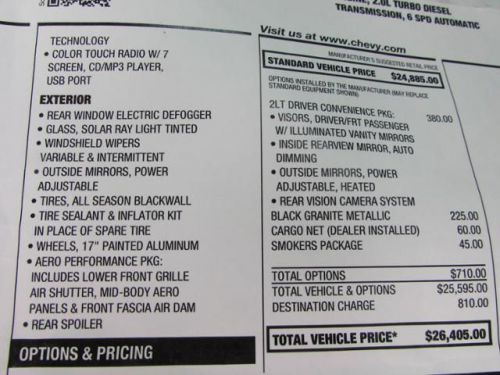 INE, 2.0L TURBO DIESEL
TRANSMISSION, 6 SPD AUTOMATIC
TECHNOLOGY
• COLOR TOUCH RADIO W/ 7
SCREEN, CD/MP3 PLAYER,
USB PORT
EXTERIOR
• REAR WINDOW ELECTRIC DEFOGGER
• GLASS, SOLAR RAY LIGHT TINTED
• WINDSHIELD WIPERS
VARIABLE & INTERMITTENT
• OUTSIDE MIRRORS, POWER
ADJUSTABLE
• TIRES, ALL SEASON BLACKWALL
• TIRE SEALANT & INFLATOR KIT
IN PLACE OF SPARE TIRE
• WHEELS, 17" PAINTED ALUMINUM
• AERO PERFORMANCE PKG:
INCLUDES LOWER FRONT GRILLE
AIR SHUTTER, MID-BODY AERO
PANELS & FRONT FASCIA AIR DAM
• REAR SPOILER
OPTIONS & PRICING
Visit us at www.chevy.com
MANUFACTURER'S SUGGESTED RETAIL PRICE
STANDARD VEHICLE PRICE $24,885.00
OPTIONS INSTALLED BY THE MANUFACTURER (MAY REPLACE
STANDARD EQUIPMENT SHOWN)
2LT DRIVER CONVENIENCE PKG: 380.00
• VISORS, DRIVER/FRT PASSENGER
W/ ILLUMINATED VANITY MIRRORS
• INSIDE REARVIEW MIRROR, AUTO
DIMMING
• OUTSIDE MIRRORS, POWER
ADJUSTABLE, HEATED
• REAR VISION CAMERA SYSTEM
BLACK GRANITE METALLIC 225.00
CARGO NET (DEALER INSTALLED) 60.00
SMOKERS PACKAGE 45.00
TOTAL OPTIONS $710.00
TOTAL VEHICLE & OPTIONS $25,595.00
DESTINATION CHARGE 810.00
TOTAL VEHICLE PRICE* $26,405.00